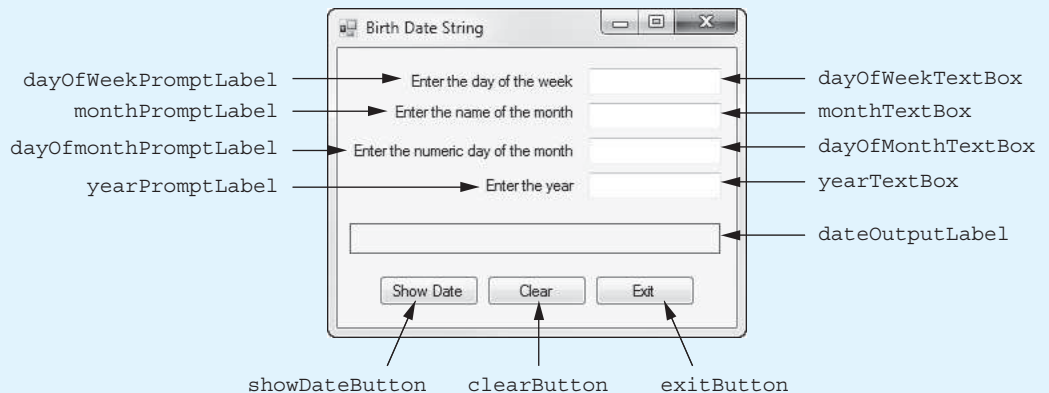 Birth Date String
dayOfWeekPromptLabel Enter the day of the week dayOfWeekTextBox
monthPromptLabel Enter the name of the month monthTextBox
dayOfmonthPromptLabel Enter the numeric day of the month dayOfMonthTextBox
yearPromptLabel Enter the year yearTextBox
dateOutputLabel
Show Date Clear Exit
showDateButton clearButton exitButton